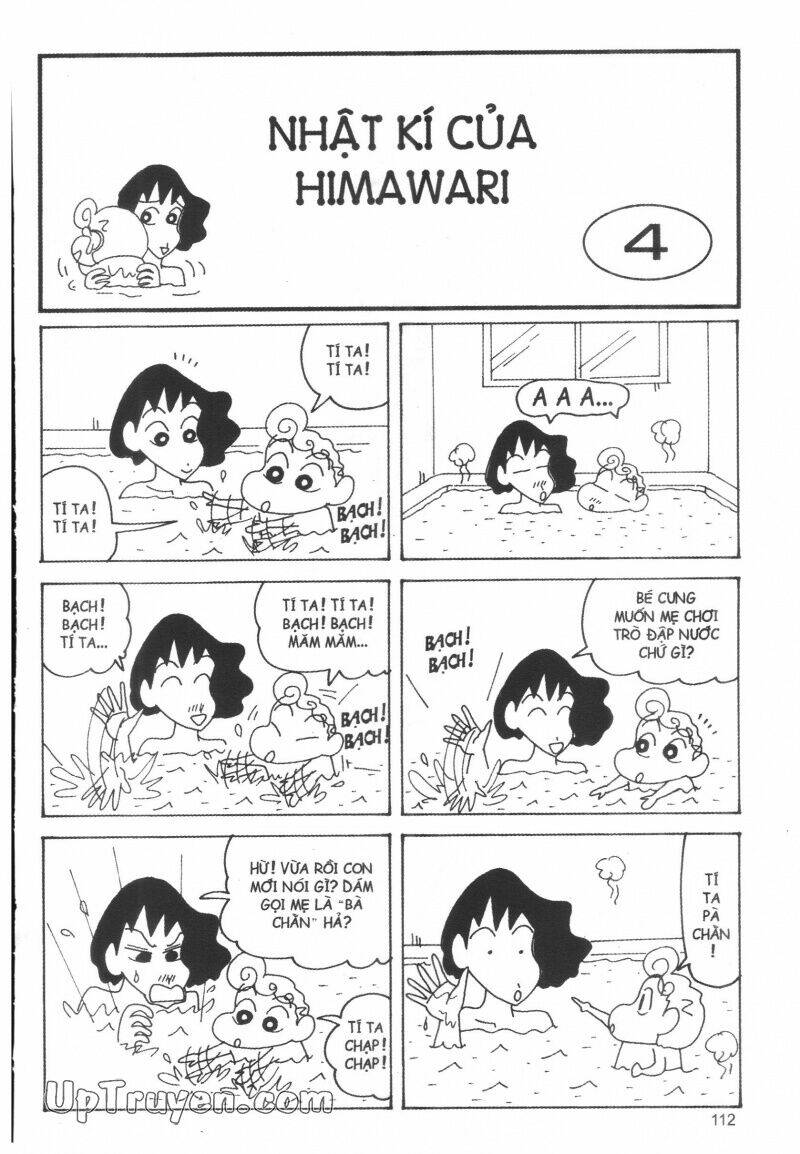 NHẬT KÍ CỦA
HIMAWARI
4
A A A...
TÍ TA!
TÍ TA!
TÍ TA!
TÍ TA!
BẠCH!
BẠCH!
BÉ CƯNG
MUỐN MẸ CHƠI
TRÒ ĐẬP NƯỚC
CHỨ GÌ?
BẠCH!
BẠCH!
TÍ TA! TÍ TA!
BẠCH! BẠCH!
MĂM MẮM...
BẠCH!
BẠCH!
TÍ TA...
BẠCH!
BẠCH!
TÍ
TA
PÀ
CHẰN
!
HỪ! VỪA RỒI CON
MỚI NÓI GÌ? DÁM
GỌI MẸ LÀ "BÀ
CHẰN" HẢ?
TÍ TA
CHẠP!
CHẠP!
UpTruyen.com
112